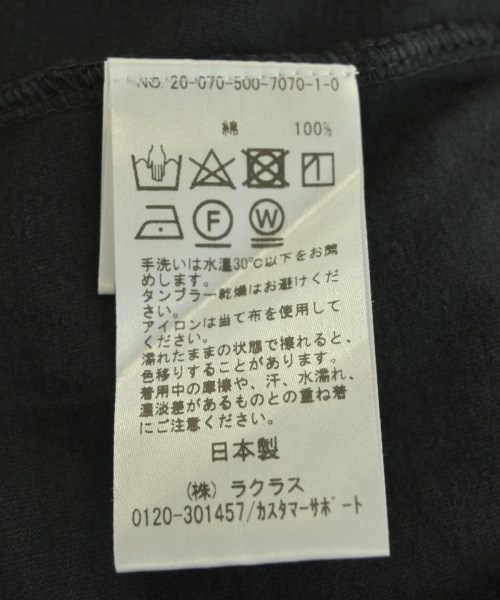 NO. 20-070-500-7070-1-0
綿 100%
F W
手洗いは水温30℃以下をお薦
めします。
タンブラー乾燥はお避けくだ
さい。
アイロンは当て布を使用して
ください。
濡れたままの状態で擦れると、
色移りすることがあります。
着用中の摩擦や、汗、水濡れ、
濃淡差があるものとの重ね着
にご注意ください。
日本製
(株) ラクラス
0120-301457/カスタマーサポート